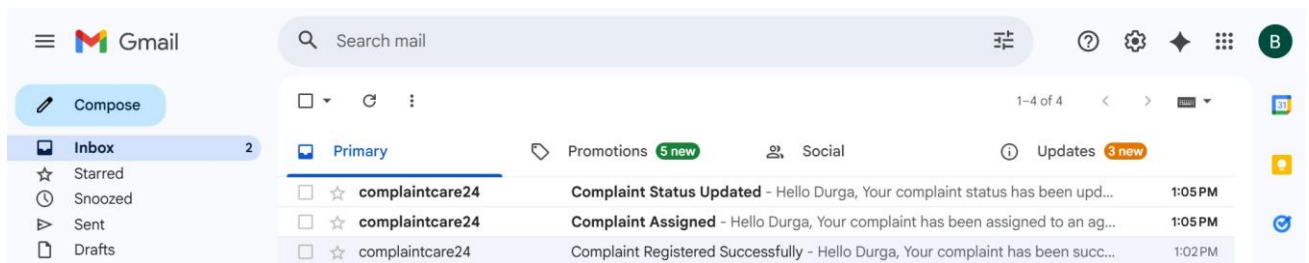 Gmail
Search mail
B
Compose
1–4 of 4
31
Inbox 2
Primary
Promotions 5 new
Social
Updates 3 new
Starred
complaintcare24 Complaint Status Updated - Hello Durga, Your complaint status has been upd... 1:05 PM
Snoozed
Sent
complaintcare24 Complaint Assigned - Hello Durga, Your complaint has been assigned to an ag... 1:05 PM
Drafts
complaintcare24 Complaint Registered Successfully - Hello Durga, Your complaint has been succ... 1:02 PM